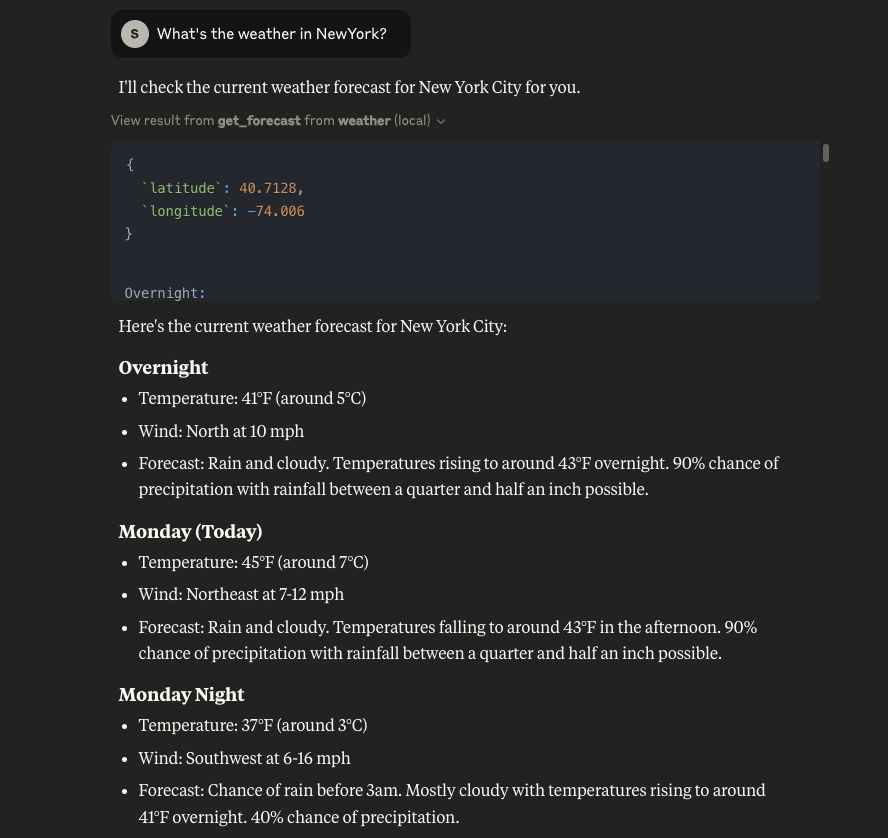 S What's the weather in NewYork?
I'll check the current weather forecast for New York City for you.
View result from get_forecast from weather (local)
{
  `latitude`: 40.7128,
  `longitude`: -74.006
}
Overnight:
Here's the current weather forecast for New York City:
Overnight
• Temperature: 41°F (around 5°C)
• Wind: North at 10 mph
• Forecast: Rain and cloudy. Temperatures rising to around 43°F overnight. 90% chance of
precipitation with rainfall between a quarter and half an inch possible.
Monday (Today)
• Temperature: 45°F (around 7°C)
• Wind: Northeast at 7-12 mph
• Forecast: Rain and cloudy. Temperatures falling to around 43°F in the afternoon. 90%
chance of precipitation with rainfall between a quarter and half an inch possible.
Monday Night
• Temperature: 37°F (around 3°C)
• Wind: Southwest at 6-16 mph
• Forecast: Chance of rain before 3am. Mostly cloudy with temperatures rising to around
41°F overnight. 40% chance of precipitation.